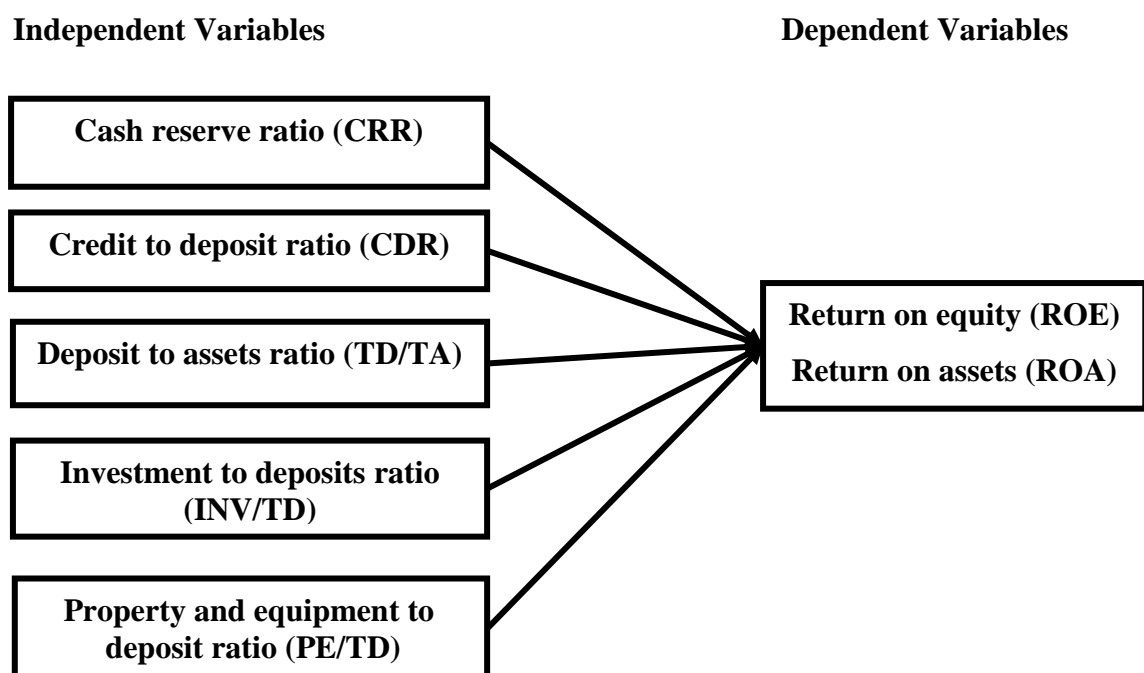 Independent Variables
Dependent Variables
Cash reserve ratio (CRR)
Credit to deposit ratio (CDR)
Deposit to assets ratio (TD/TA)
Investment to deposits ratio
(INV/TD)
Property and equipment to
deposit ratio (PE/TD)
Return on equity (ROE)
Return on assets (ROA)